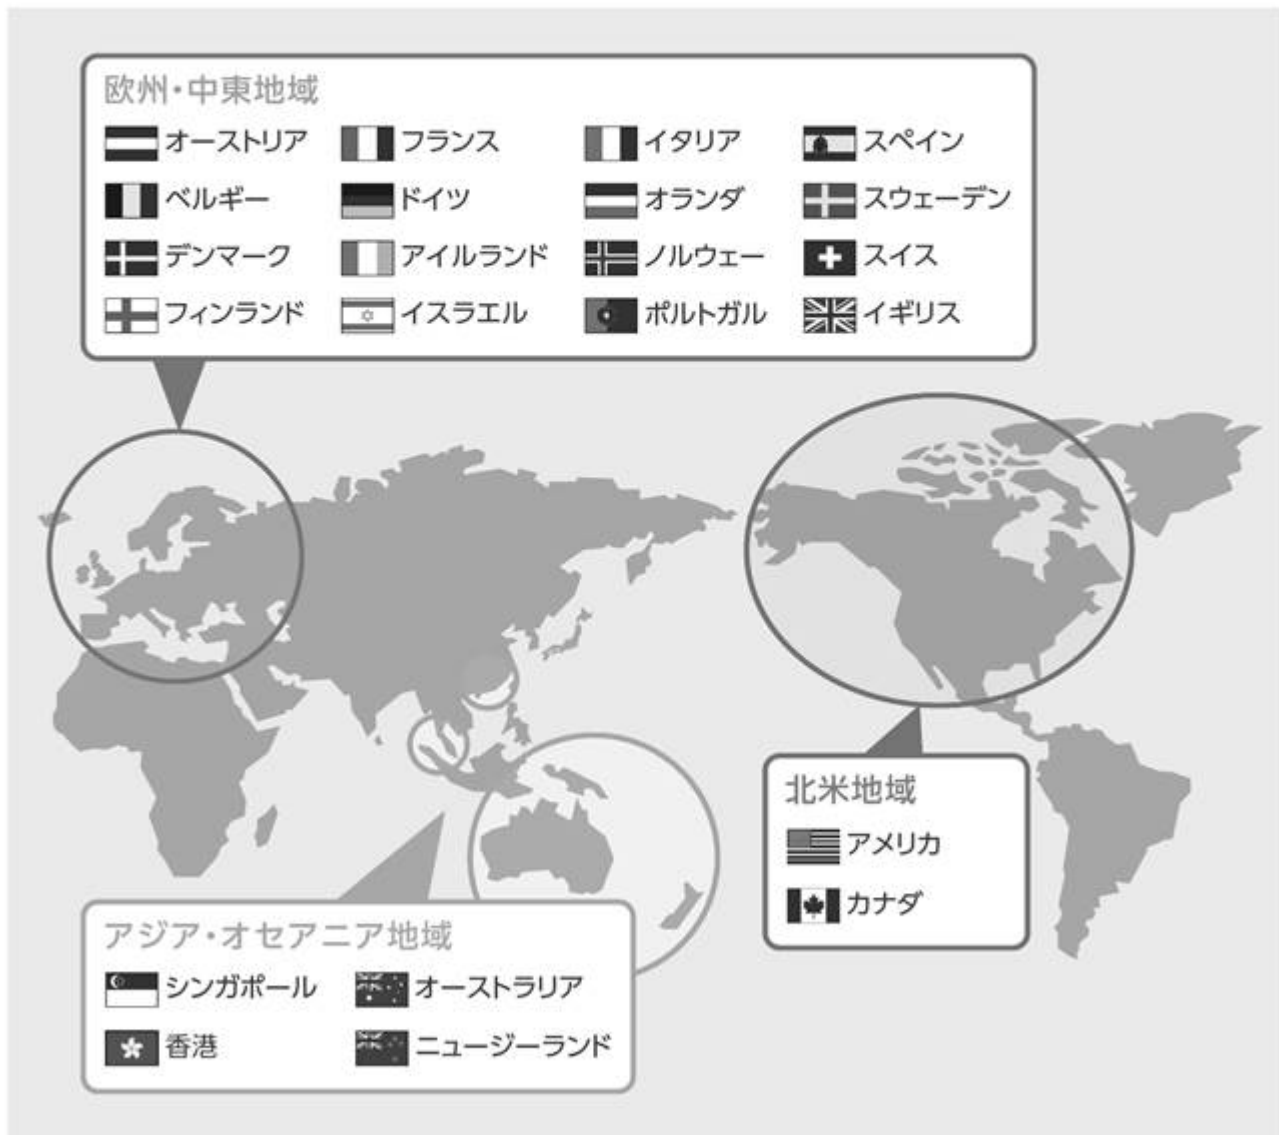 欧州・中東地域
オーストリア フランス イタリア スペイン
ベルギー ドイツ オランダ スウェーデン
デンマーク アイルランド ノルウェー スイス
フィンランド イスラエル ポルトガル イギリス
北米地域
アメリカ
カナダ
アジア・オセアニア地域
シンガポール オーストラリア
香港 ニュージーランド